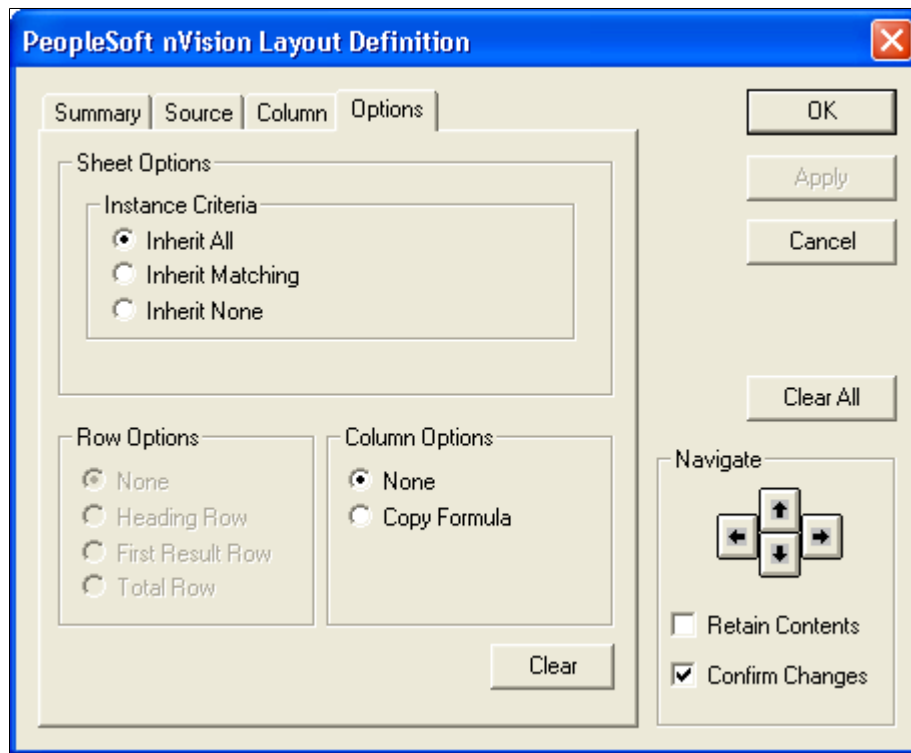 PeopleSoft nVision Layout Definition
Summary Source Column Options
Sheet Options
Instance Criteria
Inherit All
Inherit Matching
Inherit None
Row Options
None
Heading Row
First Result Row
Total Row
Column Options
None
Copy Formula
Clear
OK
Apply
Cancel
Clear All
Navigate
Retain Contents
Confirm Changes